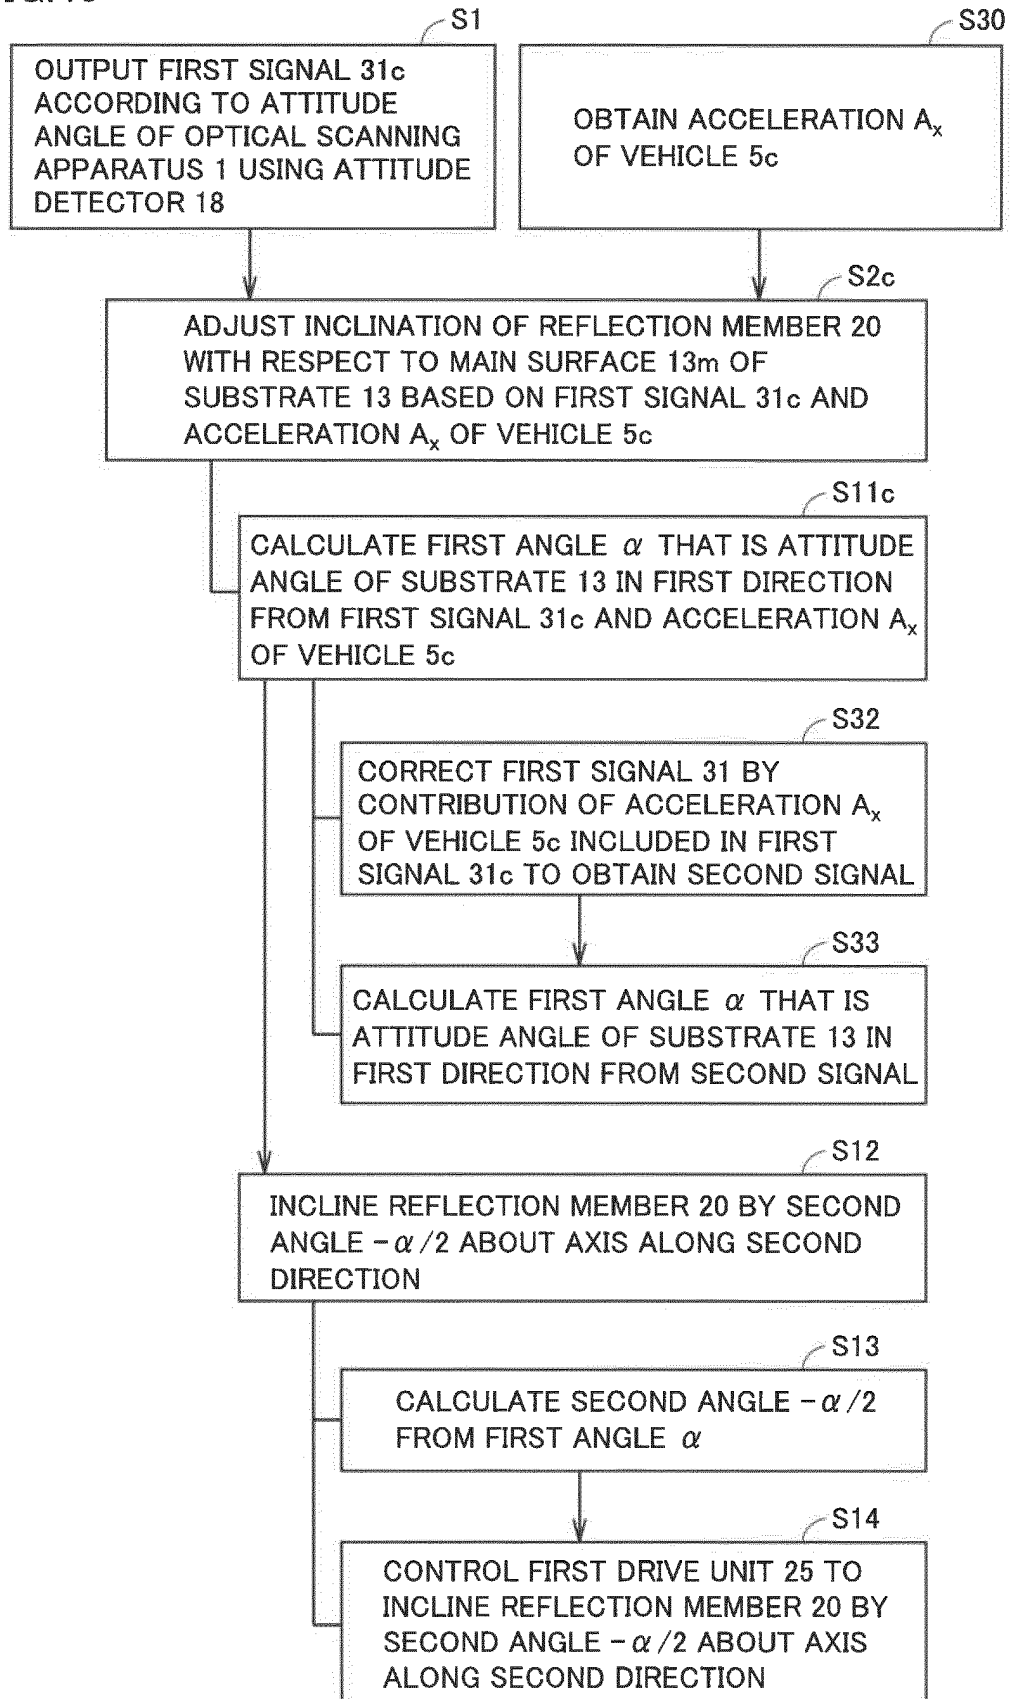 S1
OUTPUT FIRST SIGNAL 31c
ACCORDING TO ATTITUDE
ANGLE OF OPTICAL SCANNING
APPARATUS 1 USING ATTITUDE
DETECTOR 18
S30
OBTAIN ACCELERATION Ax
OF VEHICLE 5c
S2c
ADJUST INCLINATION OF REFLECTION MEMBER 20
WITH RESPECT TO MAIN SURFACE 13m OF
SUBSTRATE 13 BASED ON FIRST SIGNAL 31c AND
ACCELERATION Ax OF VEHICLE 5c
S11c
CALCULATE FIRST ANGLE α THAT IS ATTITUDE
ANGLE OF SUBSTRATE 13 IN FIRST DIRECTION
FROM FIRST SIGNAL 31c AND ACCELERATION Ax
OF VEHICLE 5c
S32
CORRECT FIRST SIGNAL 31 BY
CONTRIBUTION OF ACCELERATION Ax
OF VEHICLE 5c INCLUDED IN FIRST
SIGNAL 31c TO OBTAIN SECOND SIGNAL
S33
CALCULATE FIRST ANGLE α THAT IS
ATTITUDE ANGLE OF SUBSTRATE 13 IN
FIRST DIRECTION FROM SECOND SIGNAL
S12
INCLINE REFLECTION MEMBER 20 BY SECOND
ANGLE -α/2 ABOUT AXIS ALONG SECOND
DIRECTION
S13
CALCULATE SECOND ANGLE -α/2
FROM FIRST ANGLE α
S14
CONTROL FIRST DRIVE UNIT 25 TO
INCLINE REFLECTION MEMBER 20 BY
SECOND ANGLE -α/2 ABOUT AXIS
ALONG SECOND DIRECTION